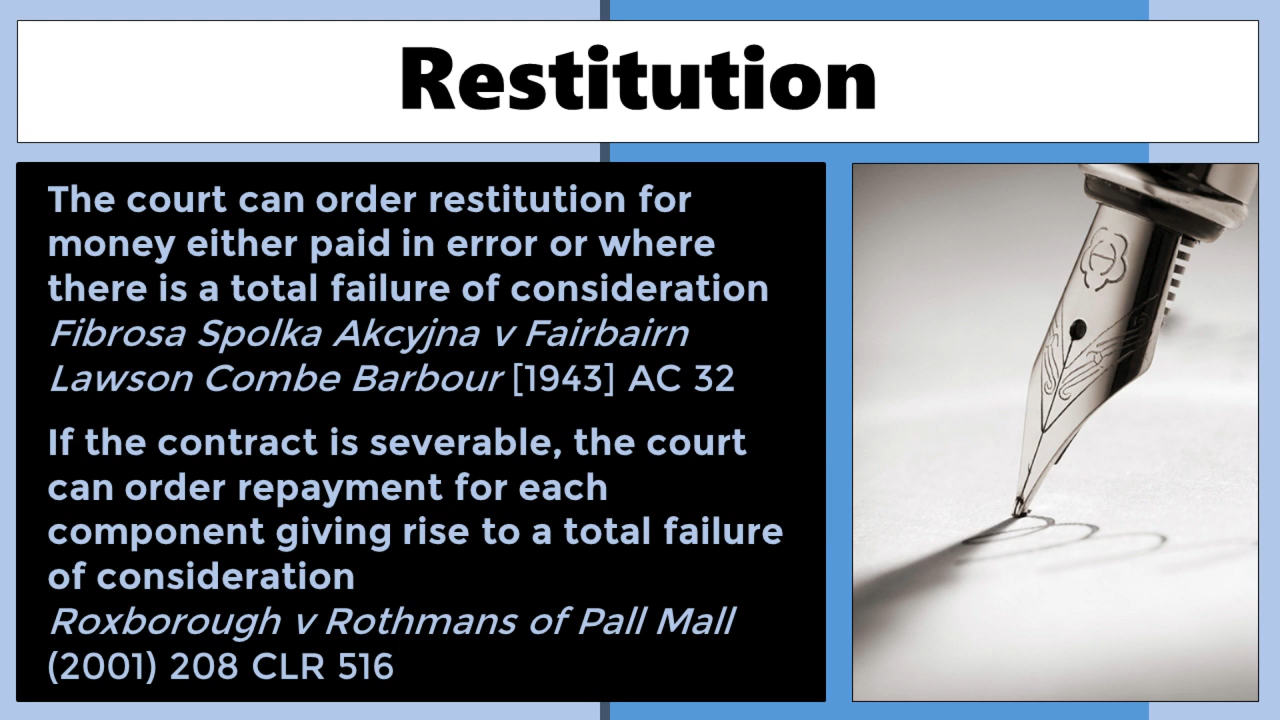 Restitution
The court can order restitution for
money either paid in error or where
there is a total failure of consideration
Fibrosa Spolka Akcyjna v Fairbairn
Lawson Combe Barbour [1943] AC 32
If the contract is severable, the court
can order repayment for each
component giving rise to a total failure
of consideration
Roxborough v Rothmans of Pall Mall
(2001) 208 CLR 516